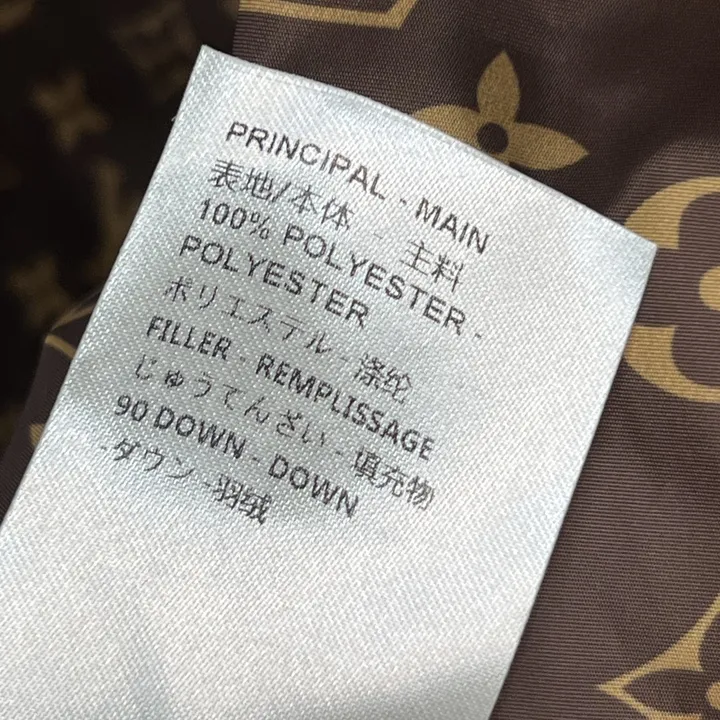 PRINCIPAL - MAIN
表地/本体 - 主料
100% POLYESTER -
POLYESTER
ポリエステル - 涤纶
FILLER - REMPLISSAGE
じゅうてんざい - 填充物
90 DOWN - DOWN
-ダウン -羽绒